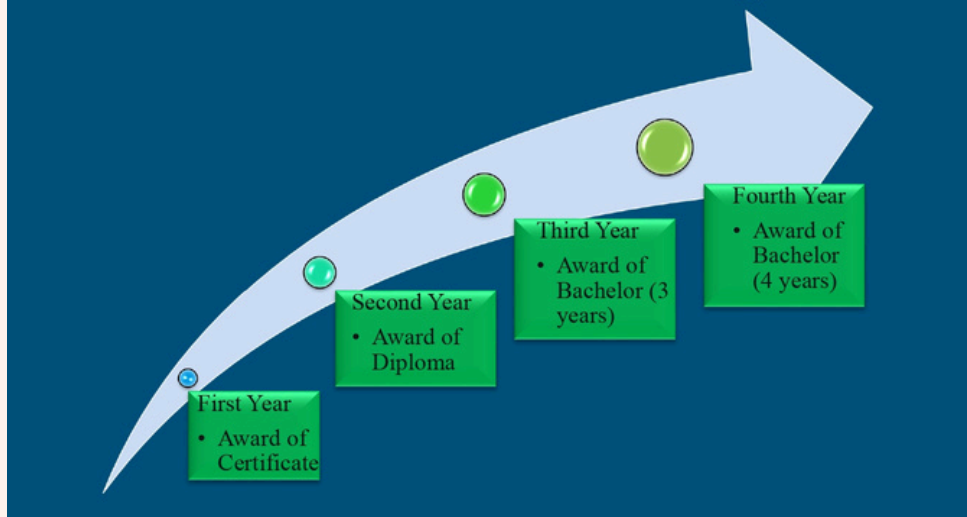 First Year
• Award of
Certificate
Second Year
• Award of
Diploma
Third Year
• Award of
Bachelor (3
years)
Fourth Year
• Award of
Bachelor
(4 years)